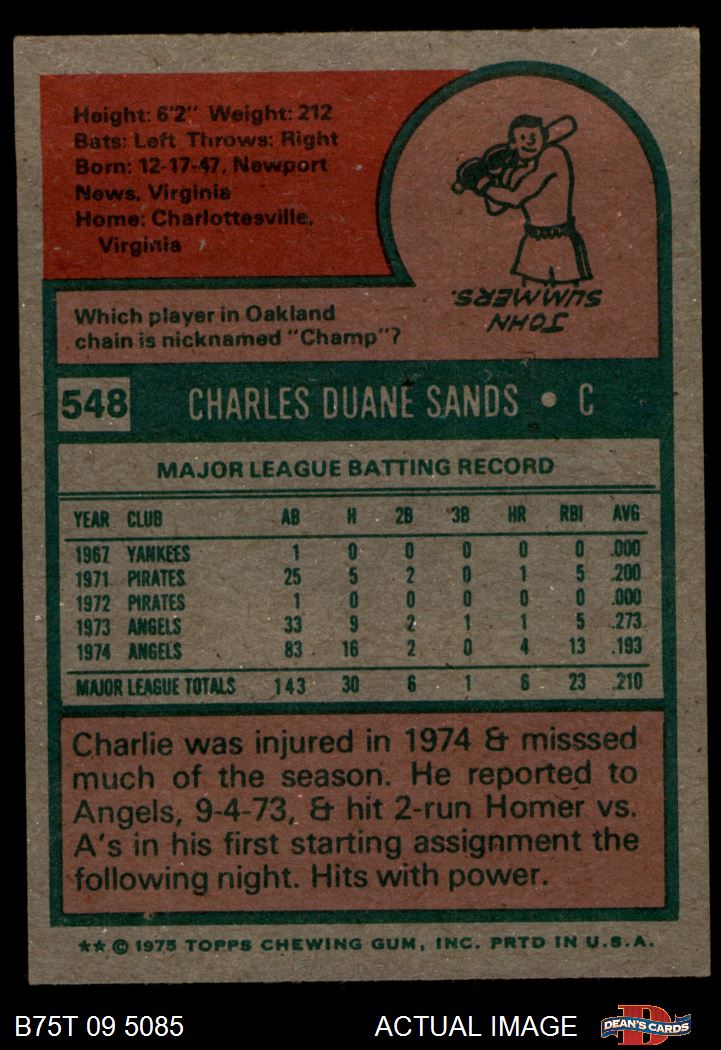 Height: 6'2" Weight: 212
Bats: Left Throws: Right
Born: 12-17-47, Newport
News, Virginia
Home: Charlottesville,
Virginia
JOHN
SUMMERS.
Which player in Oakland
chain is nicknamed "Champ"?
548 CHARLES DUANE SANDS • C
MAJOR LEAGUE BATTING RECORD
YEAR CLUB AB H 2B 3B HR RBI AVG
1967 YANKEES 1 0 0 0 0 0 .000
1971 PIRATES 25 5 2 0 1 5 .200
1972 PIRATES 1 0 0 0 0 0 .000
1973 ANGELS 33 9 2 1 1 5 .273
1974 ANGELS 83 16 2 0 4 13 .193
MAJOR LEAGUE TOTALS 143 30 6 1 6 23 .210
Charlie was injured in 1974 & misssed
much of the season. He reported to
Angels, 9-4-73, & hit 2-run Homer vs.
A's in his first starting assignment the
following night. Hits with power.
** © 1975 TOPPS CHEWING GUM, INC. PRTD IN U.S.A.
B75T 09 5085 ACTUAL IMAGE DEAN'S CARDS